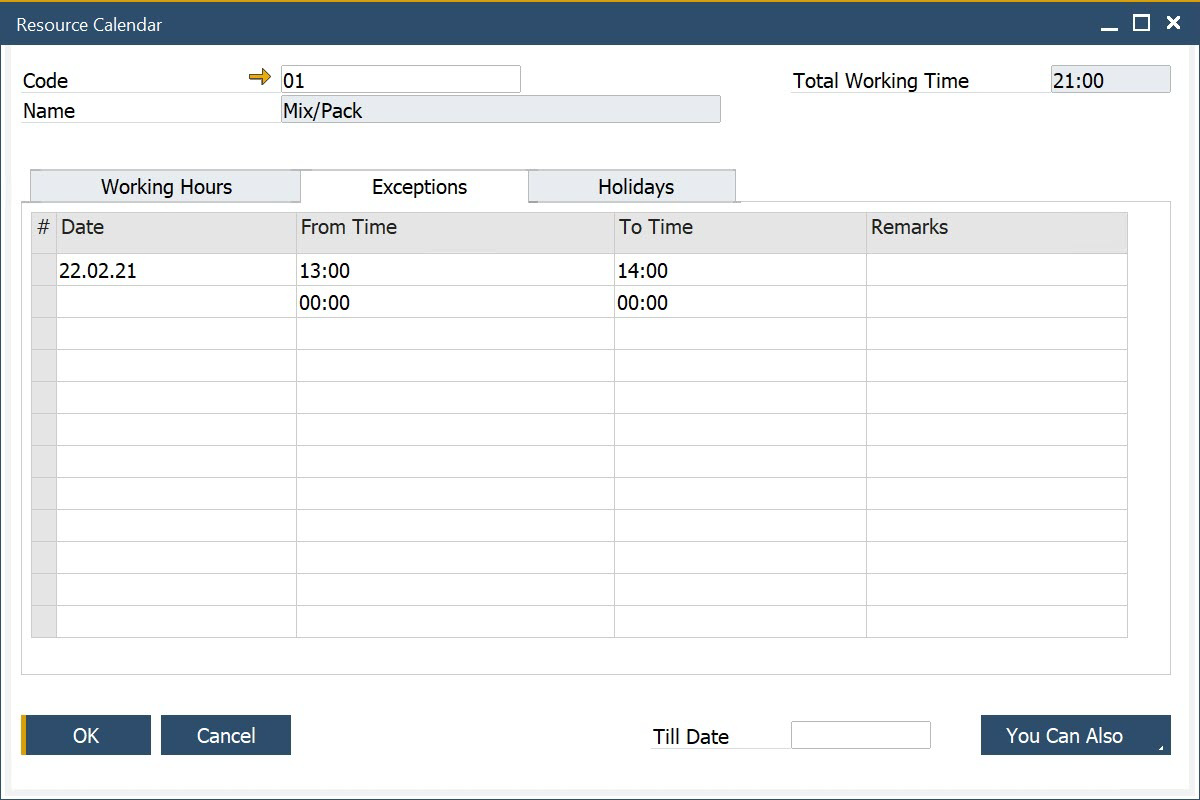 Resource Calendar
Code 01 Total Working Time 21:00
Name Mix/Pack
Working Hours Exceptions Holidays
# Date From Time To Time Remarks
22.02.21 13:00 14:00
00:00 00:00
OK Cancel Till Date You Can Also